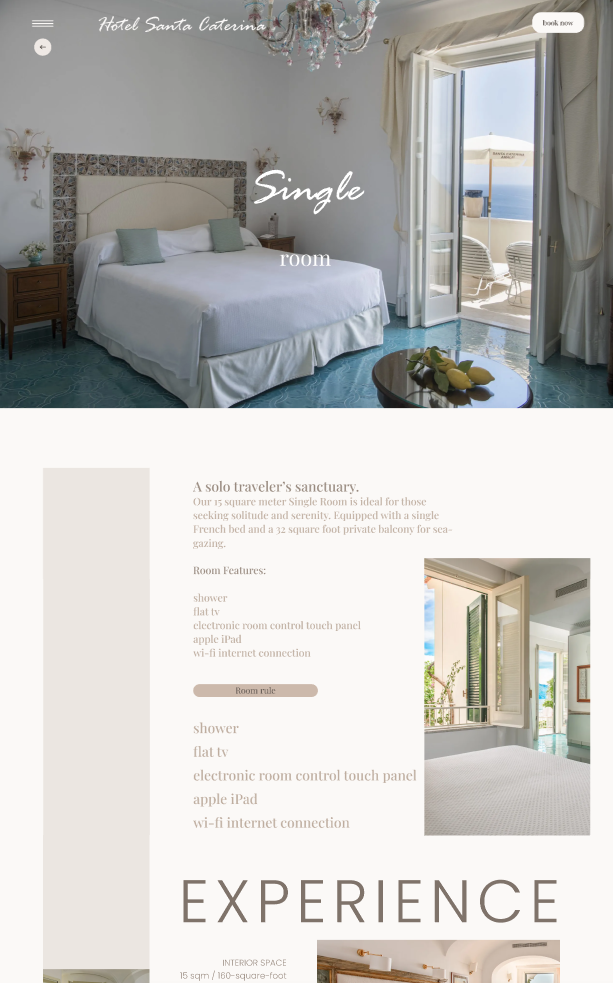 Hotel Santa Caterina
book now
SANTA CATERINA
AMALFI
Single
room
A solo traveler's sanctuary.
Our 15 square meter Single Room is ideal for those
seeking solitude and serenity. Equipped with a single
French bed and a 32 square foot private balcony for sea-
gazing.
Room Features:
shower
flat tv
electronic room control touch panel
apple iPad
wi-fi internet connection
Room rule
shower
flat tv
electronic room control touch panel
apple iPad
wi-fi internet connection
EXPERIENCE
INTERIOR SPACE
15 sqm / 160-square-foot